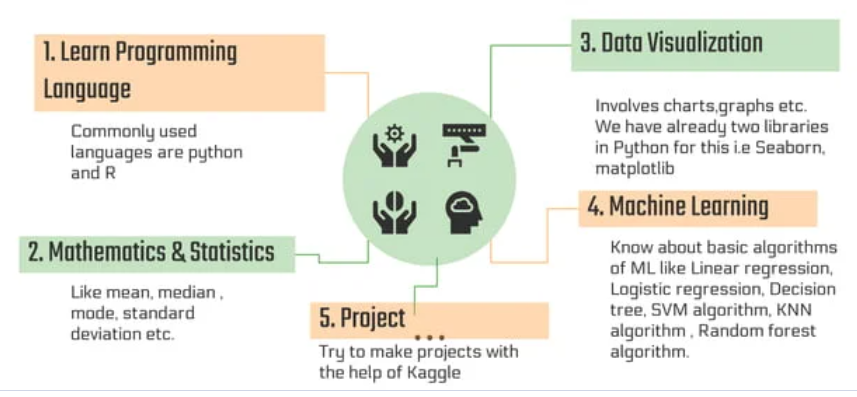 1. Learn Programming
Language
Commonly used
languages are python
and R
2. Mathematics & Statistics
Like mean, median ,
mode, standard
deviation etc.
3. Data Visualization
Involves charts,graphs etc.
We have already two libraries
in Python for this i.e Seaborn,
matplotlib
4. Machine Learning
Know about basic algorithms
of ML like Linear regression,
Logistic regression, Decision
tree, SVM algorithm, KNN
algorithm , Random forest
algorithm.
5. Project
...
Try to make projects with
the help of Kaggle